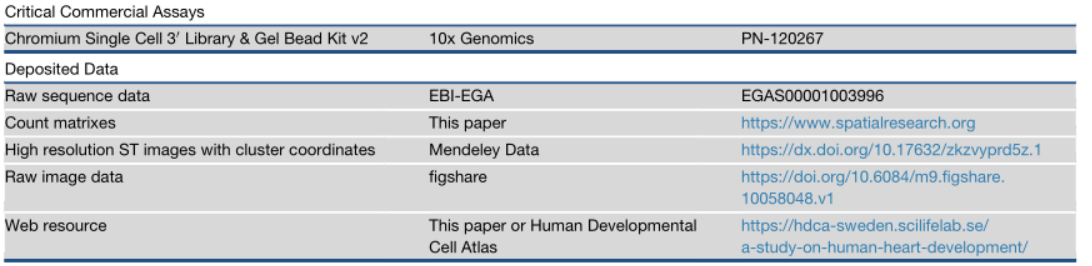 Critical Commercial Assays
Chromium Single Cell 3′ Library & Gel Bead Kit v2 10x Genomics PN-120267
Deposited Data
Raw sequence data EBI-EGA EGAS00001003996
Count matrixes This paper https://www.spatialresearch.org
High resolution ST images with cluster coordinates Mendeley Data https://dx.doi.org/10.17632/zkzvyprd5z.1
Raw image data figshare https://doi.org/10.6084/m9.figshare.
10058048.v1
Web resource This paper or Human Developmental https://hdca-sweden.scilifelab.se/
Cell Atlas a-study-on-human-heart-development/